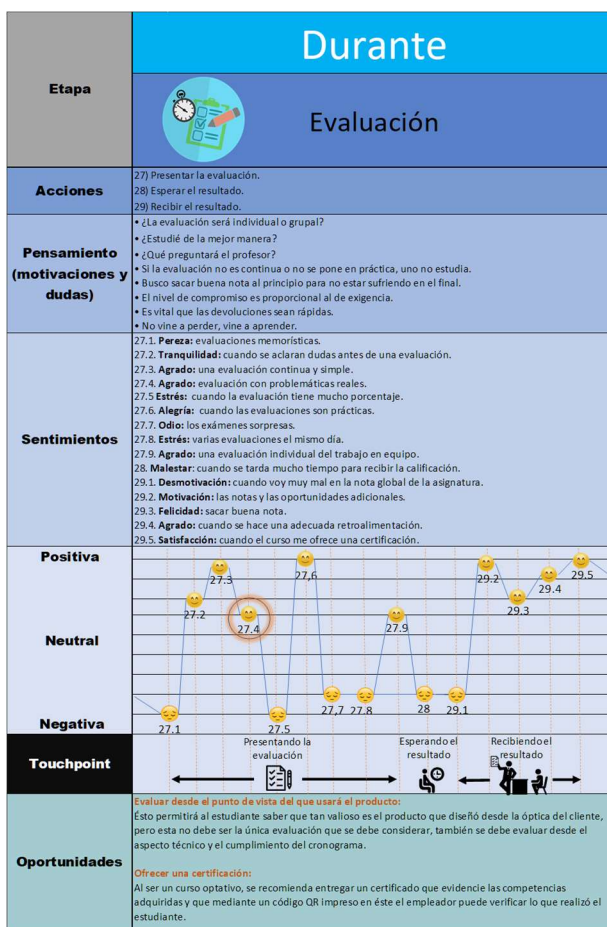 Etapa
Durante
Evaluación
Acciones
27) Presentar la evaluación.
28) Esperar el resultado.
29) Recibir el resultado.
Pensamiento
(motivaciones y
dudas)
• ¿La evaluación será individual o grupal?
• ¿Estudié de la mejor manera?
• ¿Qué preguntará el profesor?
• Si la evaluación no es continua o no se pone en práctica, uno no estudia.
• Busco sacar buena nota al principio para no estar sufriendo en el final.
• El nivel de compromiso es proporcional al de exigencia.
• Es vital que las devoluciones sean rápidas.
• No vine a perder, vine a aprender.
Sentimientos
27.1. Pereza: evaluaciones memorísticas.
27.2. Tranquilidad: cuando se aclaran dudas antes de una evaluación.
27.3. Agrado: una evaluación continua y simple.
27.4. Agrado: evaluación con problemáticas reales.
27.5 Estrés: cuando la evaluación tiene mucho porcentaje.
27.6. Alegría: cuando las evaluaciones son prácticas.
27.7. Odio: los exámenes sorpresas.
27.8. Estrés: varias evaluaciones el mismo día.
27.9. Agrado: una evaluación individual del trabajo en equipo.
28. Malestar: cuando se tarda mucho tiempo para recibir la calificación.
29.1. Desmotivación: cuando voy muy mal en la nota global de la asignatura.
29.2. Motivación: las notas y las oportunidades adicionales.
29.3. Felicidad: sacar buena nota.
29.4. Agrado: cuando se hace una adecuada retroalimentación.
29.5. Satisfacción: cuando el curso me ofrece una certificación.
Positiva
Neutral
Negativa
27.1
27.2
27.3
27.4
27.5
27,6
27,7
27.8
27.9
28
29.1
29.2
29.3
29.4
29.5
Touchpoint
Presentando la
evaluación
Esperando el
resultado
Recibiendo el
resultado
Oportunidades
Evaluar desde el punto de vista del que usará el producto:
Ésto permitirá al estudiante saber que tan valioso es el producto que diseñó desde la óptica del cliente,
pero esta no debe ser la única evaluación que se debe considerar, también se debe evaluar desde el
aspecto técnico y el cumplimiento del cronograma.
Ofrecer una certificación:
Al ser un curso optativo, se recomienda entregar un certificado que evidencie las competencias
adquiridas y que mediante un código QR impreso en éste el empleador puede verificar lo que realizó el
estudiante.